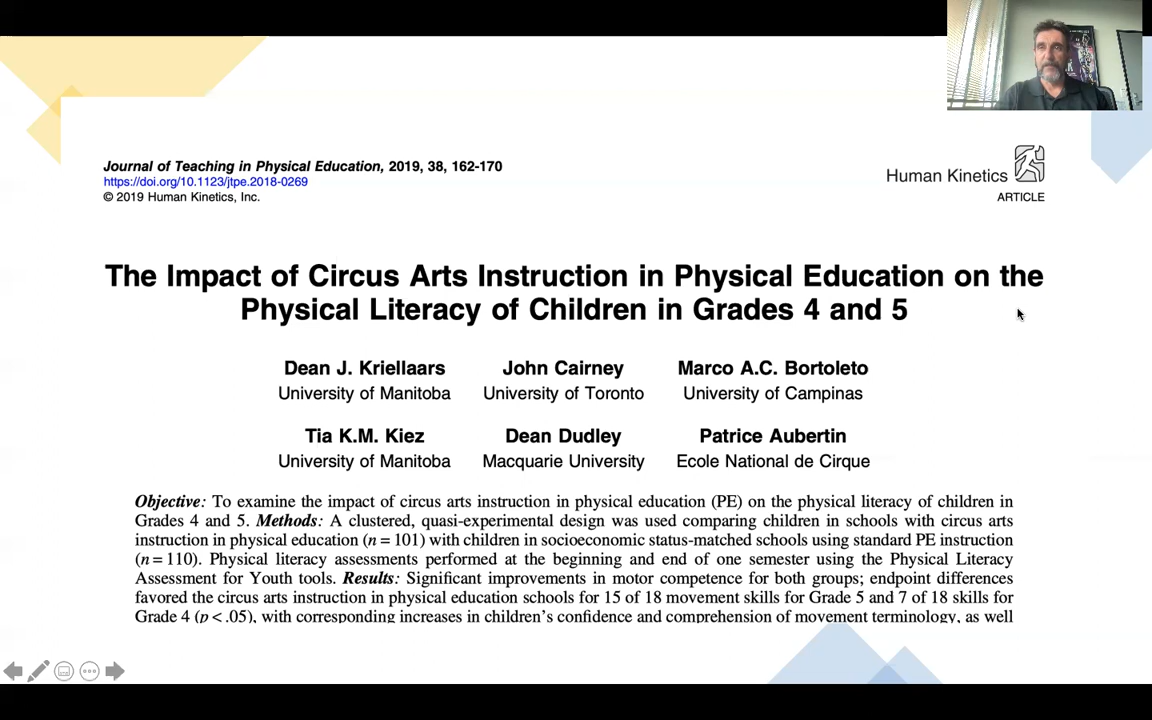 Journal of Teaching in Physical Education, 2019, 38, 162-170
https://doi.org/10.1123/jtpe.2018-0269
© 2019 Human Kinetics, Inc.
Human Kinetics
ARTICLE
The Impact of Circus Arts Instruction in Physical Education on the
Physical Literacy of Children in Grades 4 and 5
Dean J. Kriellaars John Cairney Marco A.C. Bortoleto
University of Manitoba University of Toronto University of Campinas
Tia K.M. Kiez Dean Dudley Patrice Aubertin
University of Manitoba Macquarie University Ecole National de Cirque
Objective: To examine the impact of circus arts instruction in physical education (PE) on the physical literacy of children in
Grades 4 and 5. Methods: A clustered, quasi-experimental design was used comparing children in schools with circus arts
instruction in physical education (n = 101) with children in socioeconomic status-matched schools using standard PE instruction
(n = 110). Physical literacy assessments performed at the beginning and end of one semester using the Physical Literacy
Assessment for Youth tools. Results: Significant improvements in motor competence for both groups; endpoint differences
favored the circus arts instruction in physical education schools for 15 of 18 movement skills for Grade 5 and 7 of 18 skills for
Grade 4 (p < .05), with corresponding increases in children's confidence and comprehension of movement terminology, as well